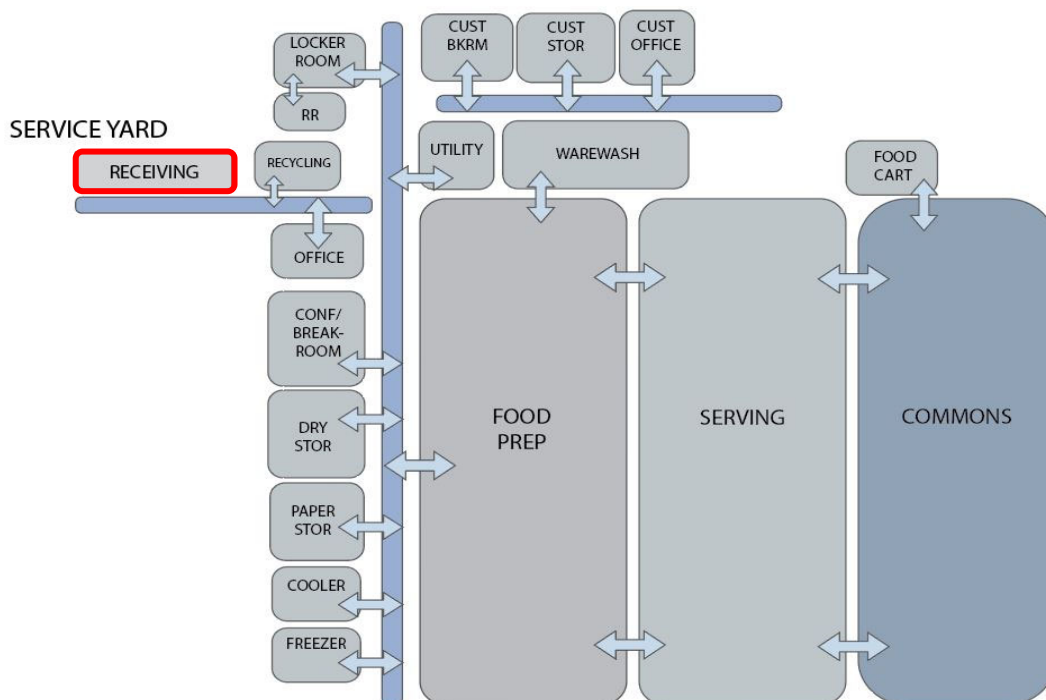 LOCKER
ROOM
CUST
BKRM
CUST
STOR
CUST
OFFICE
RR
SERVICE YARD
RECEIVING
RECYCLING
UTILITY
WAREWASH
FOOD
CART
OFFICE
CONF/
BREAK-
ROOM
DRY
STOR
FOOD
PREP
SERVING
COMMONS
PAPER
STOR
COOLER
FREEZER